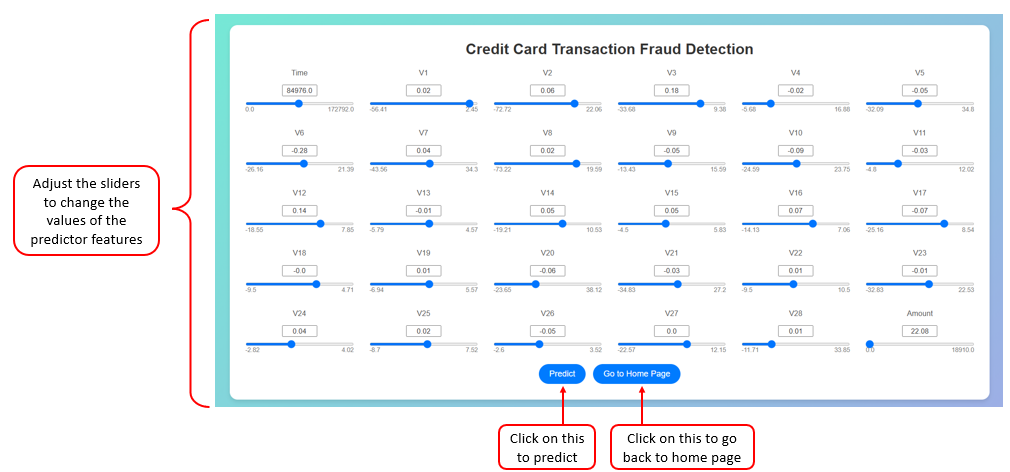 Credit Card Transaction Fraud Detection
Time V1 V2 V3 V4 V5
84976.0 0.02 0.06 0.18 -0.02 -0.05
0.0 172792.0 -56.41 2.45 -72.72 22.06 -33.68 9.38 -5.68 16.88 -32.09 34.8
V6 V7 V8 V9 V10 V11
-0.28 0.04 0.02 -0.05 -0.09 -0.03
-26.16 21.39 -43.56 34.3 -73.22 19.59 -13.43 15.59 -24.59 23.75 -4.8 12.02
Adjust the sliders
to change the
values of the
predictor features
V12 V13 V14 V15 V16 V17
0.14 -0.01 0.05 0.05 0.07 -0.07
-18.55 7.85 -5.79 4.57 -19.21 10.53 -4.5 5.83 -14.13 7.06 -25.16 8.54
V18 V19 V20 V21 V22 V23
-0.0 0.01 -0.06 -0.03 0.01 -0.01
-9.5 4.71 -6.94 5.57 -23.65 38.12 -34.83 27.2 -9.5 10.5 -32.83 22.53
V24 V25 V26 V27 V28 Amount
0.04 0.02 -0.05 0.0 0.01 22.08
-2.82 4.02 -8.7 7.52 -2.6 3.52 -22.57 12.15 -11.71 33.85 0.0 18910.0
Predict Go to Home Page
Click on this
to predict
Click on this to go
back to home page